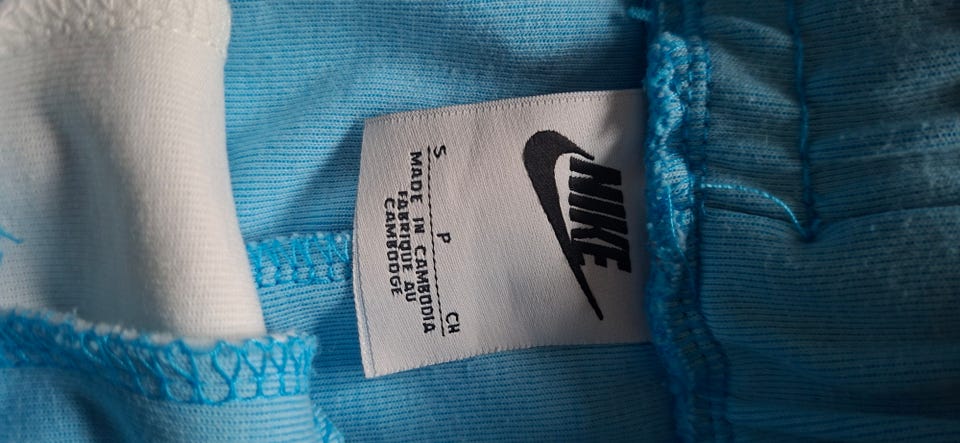 NIKE
S P CH
MADE IN CAMBODIA
FABRIQUE AU
CAMBODGE